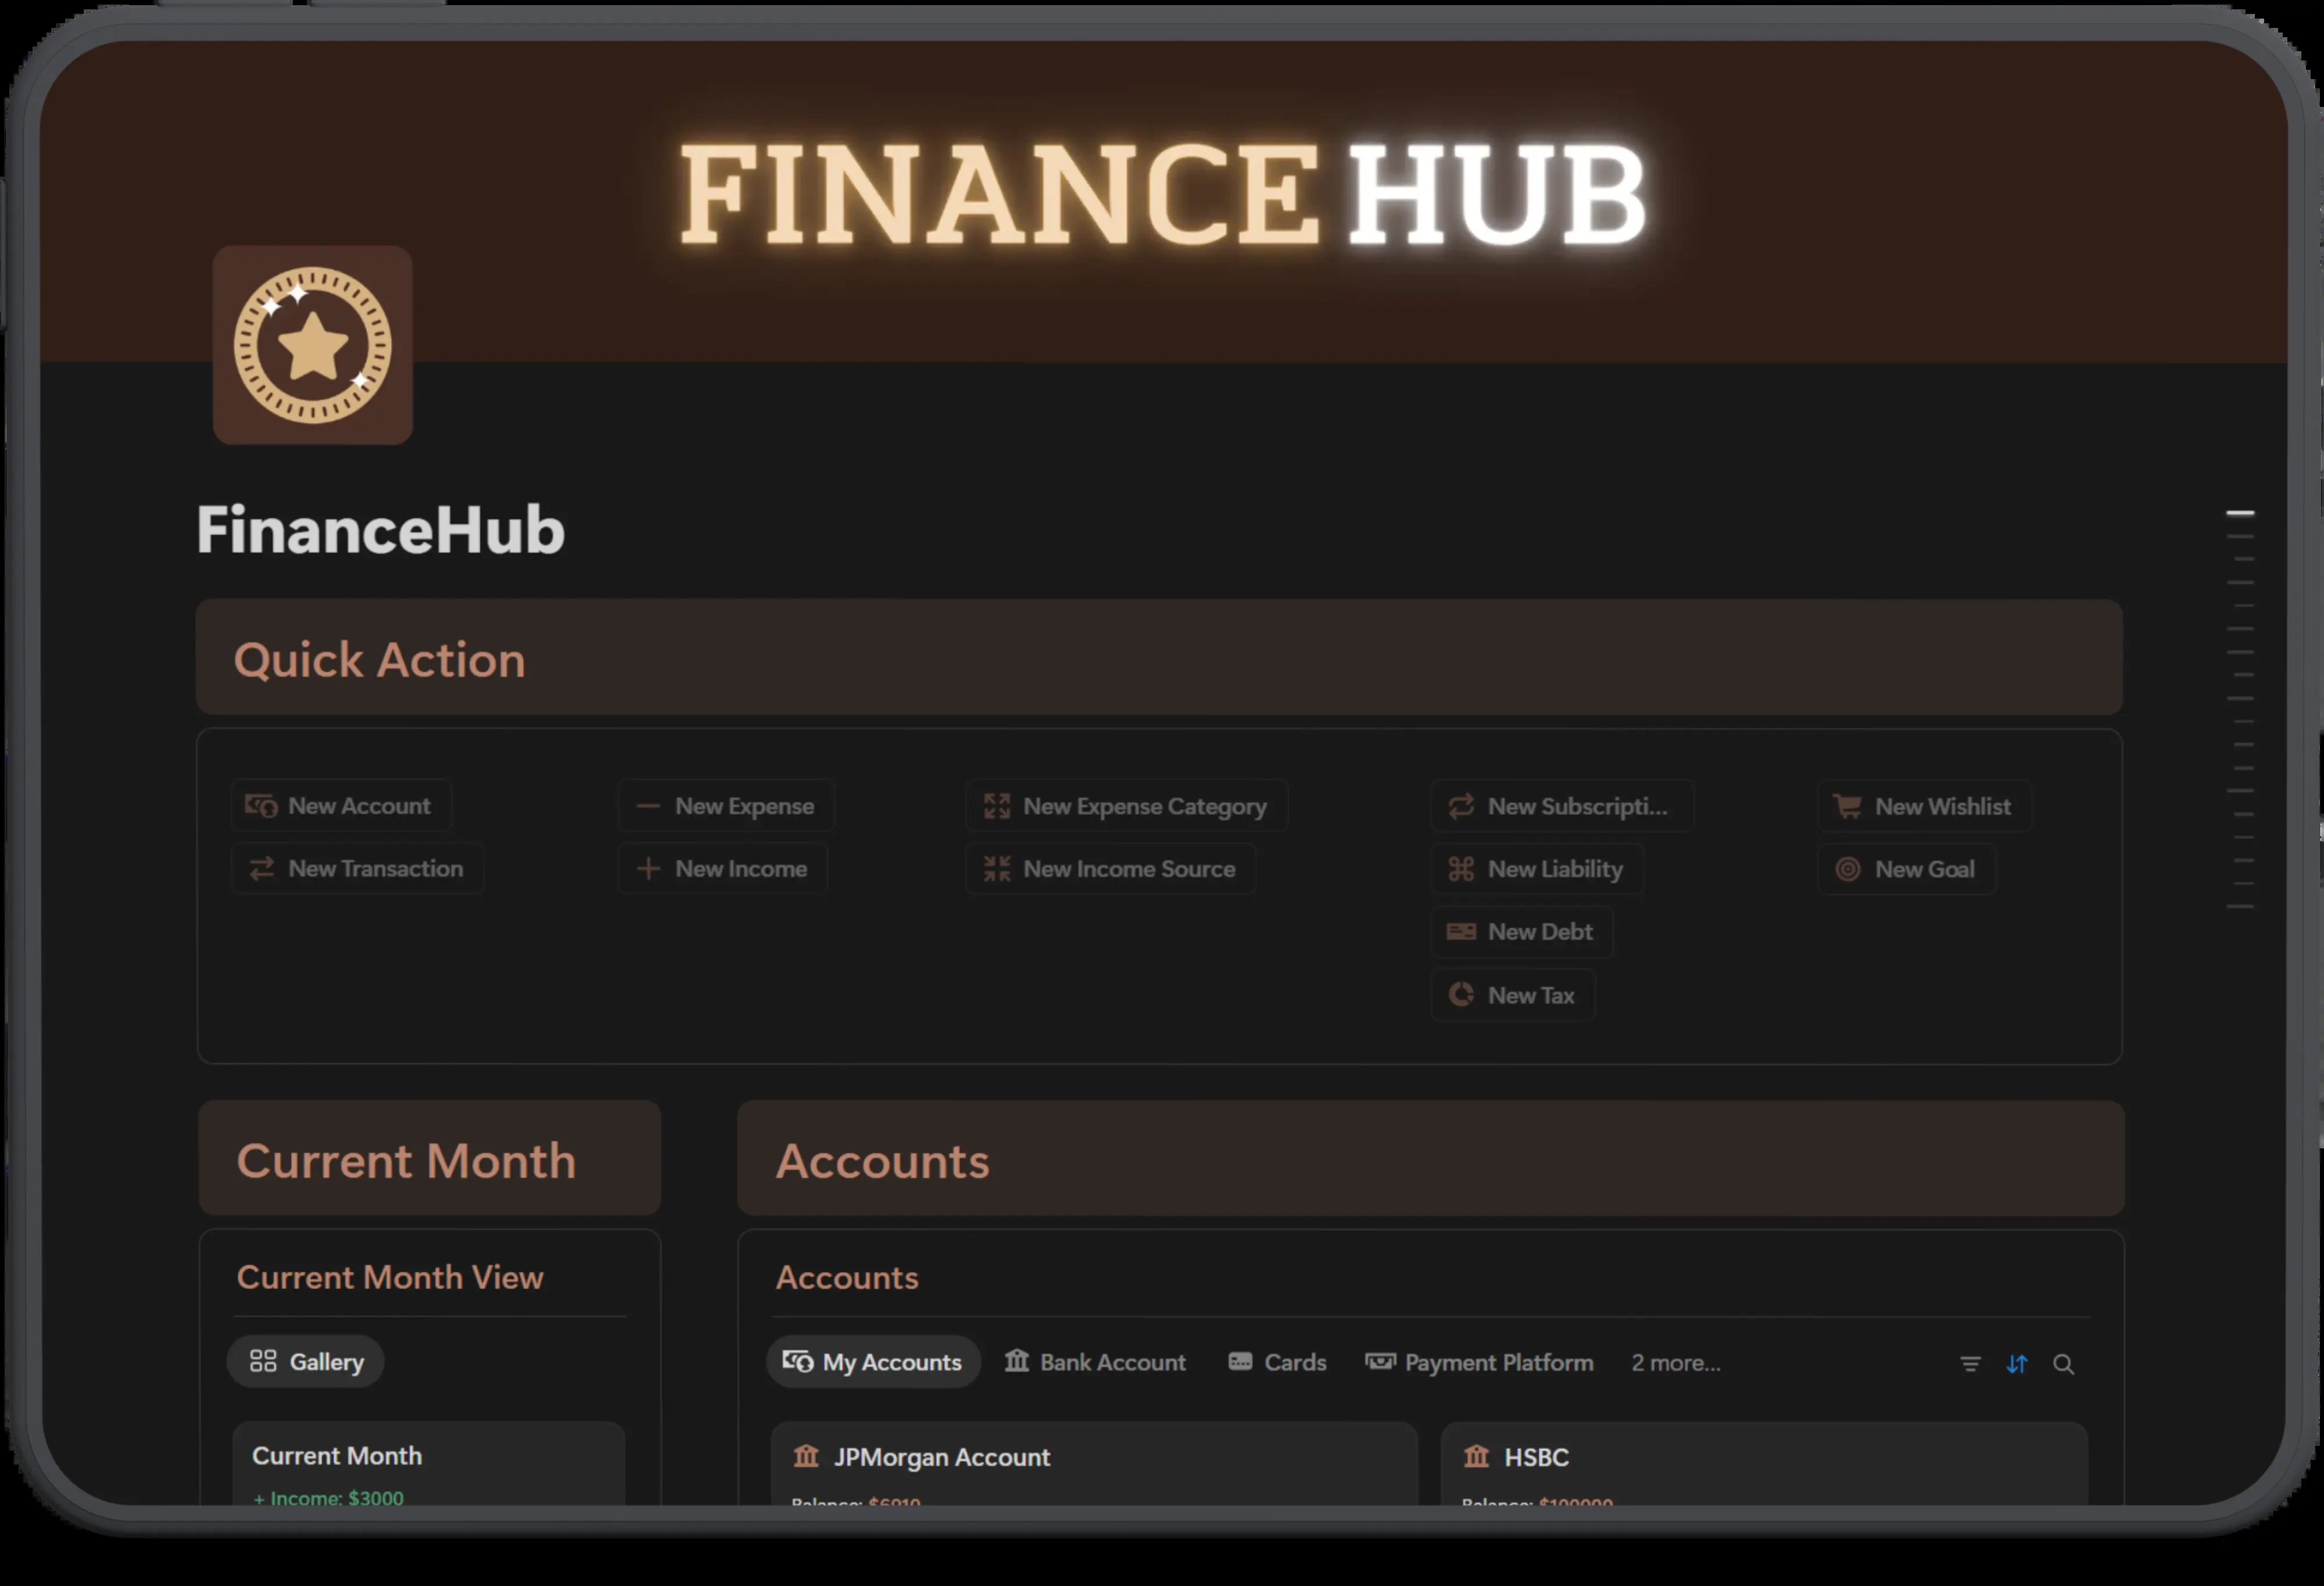 FINANCE HUB
FinanceHub
Quick Action
New Account
New Transaction
New Expense
New Income
New Expense Category
New Income Source
New Subscripti...
New Liability
New Debt
New Tax
New Wishlist
New Goal
Current Month
Current Month View
Gallery
Current Month
+ Income: $3000
Accounts
Accounts
My Accounts Bank Account Cards Payment Platform 2 more...
JPMorgan Account
Balance: $6910
HSBC
Balance: $100000